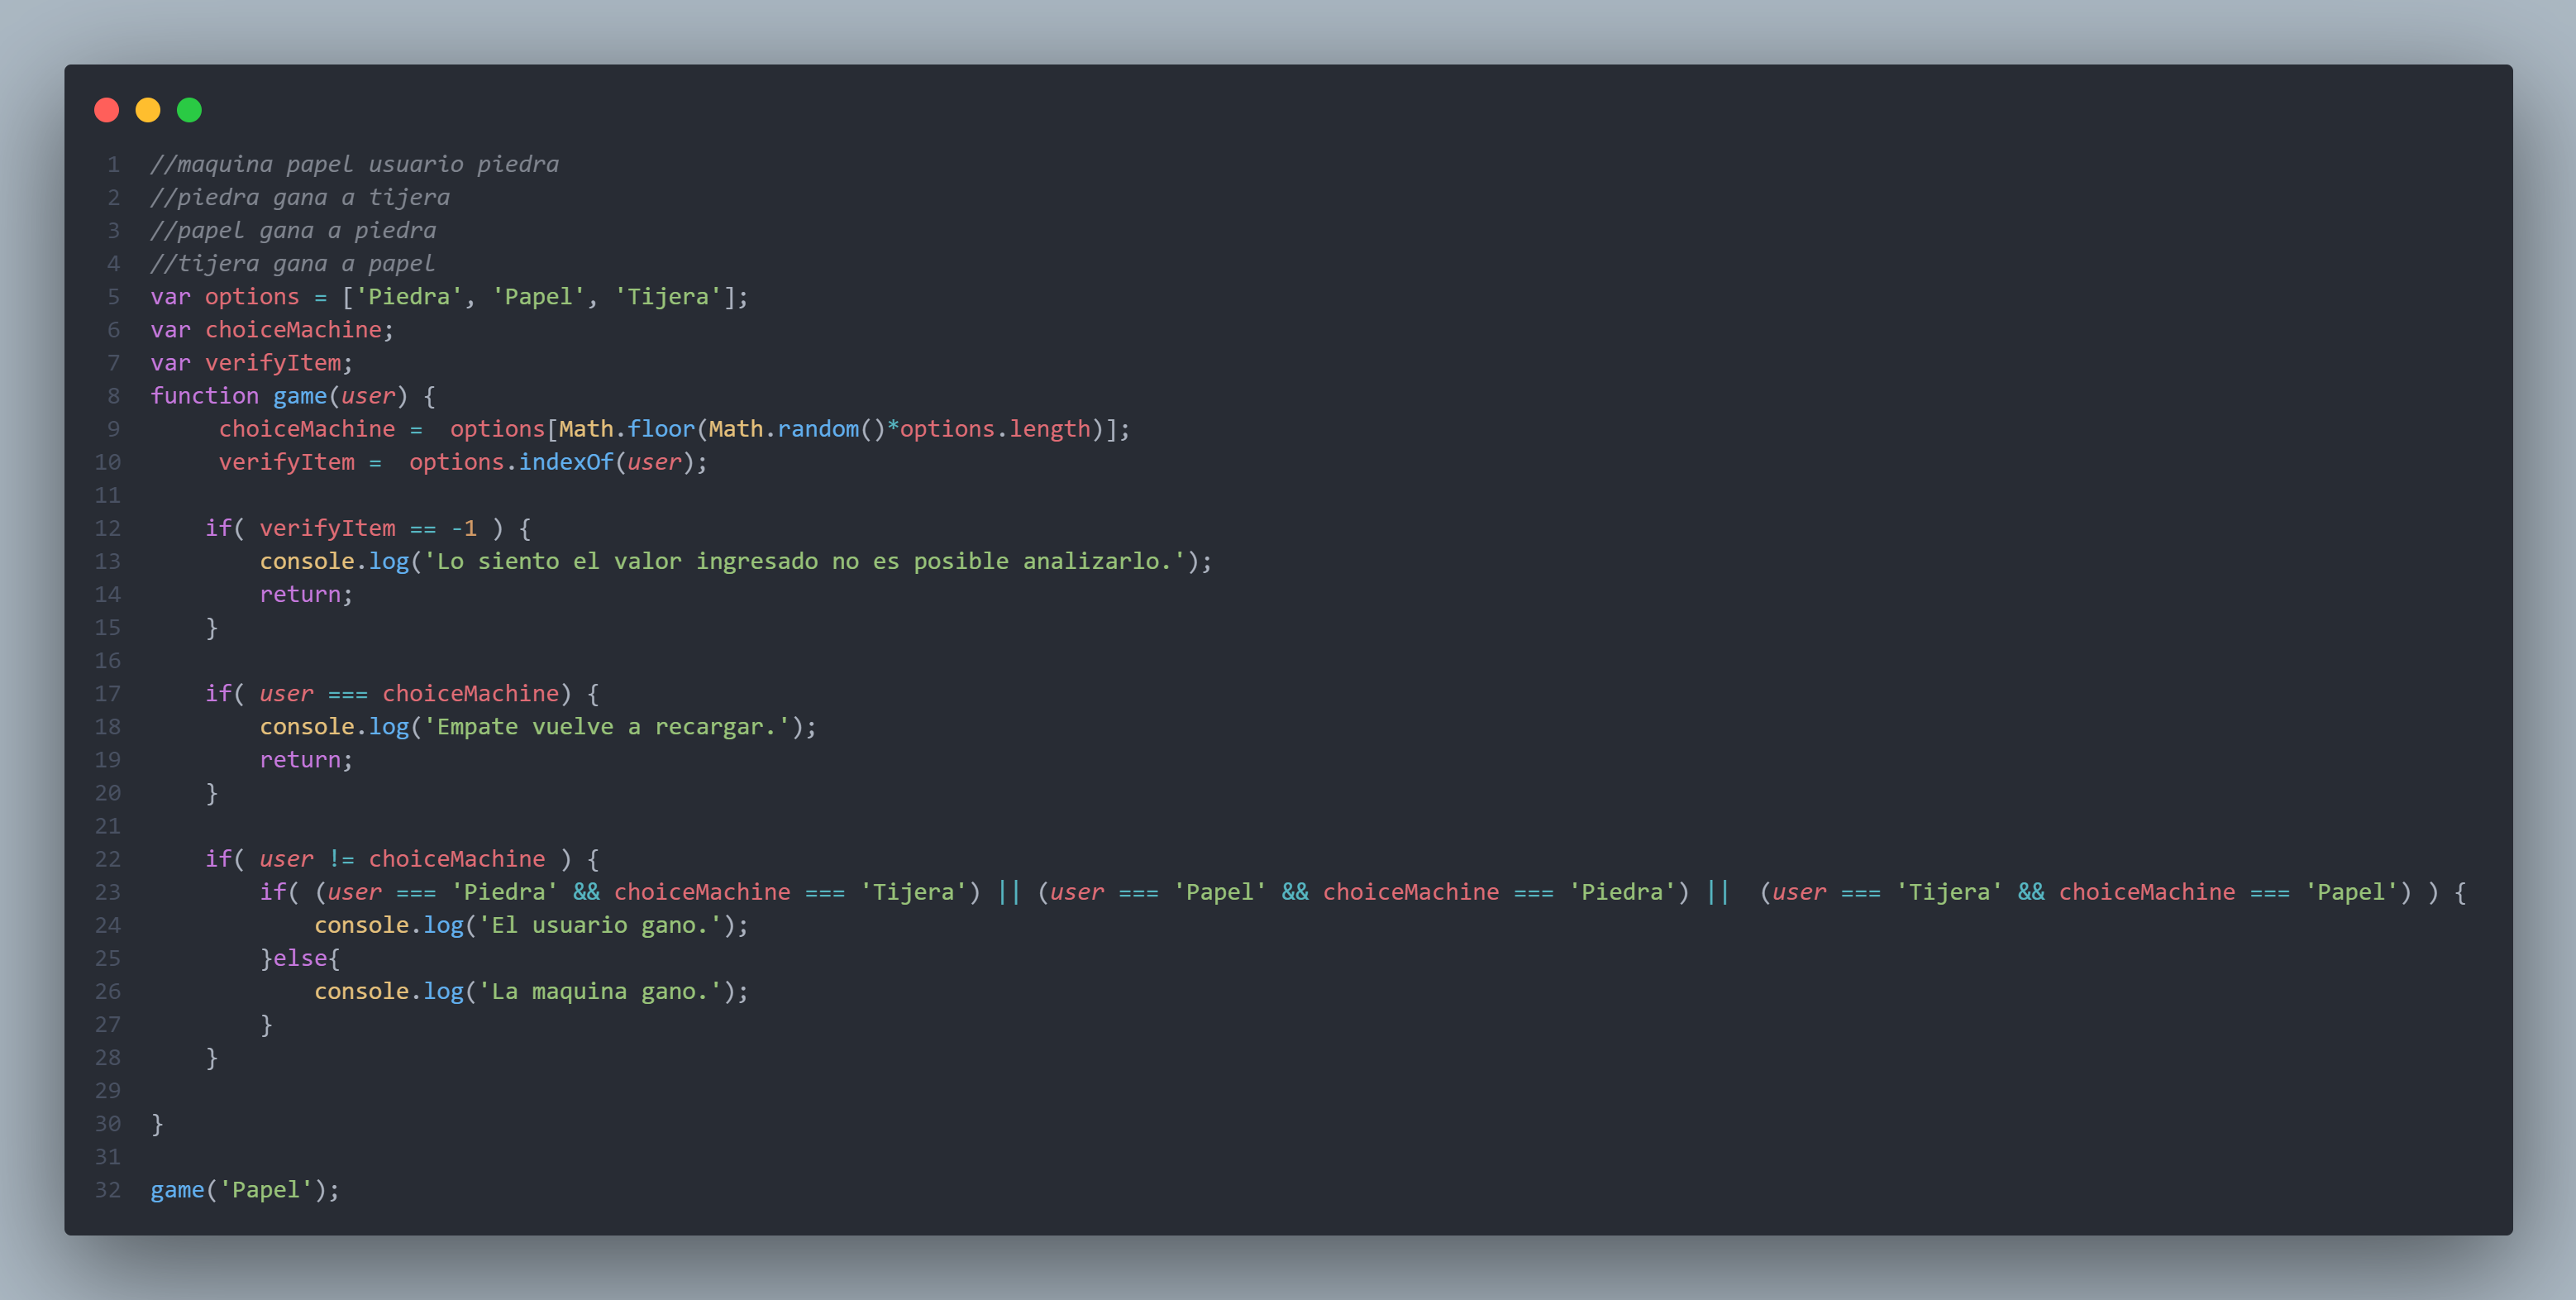 1 //maquina papel usuario piedra
2 //piedra gana a tijera
3 //papel gana a piedra
4 //tijera gana a papel
5 var options = ['Piedra', 'Papel', 'Tijera'];
6 var choiceMachine;
7 var verifyItem;
8 function game(user) {
9      choiceMachine =  options[Math.floor(Math.random()*options.length)];
10      verifyItem =  options.indexOf(user);
11
12     if( verifyItem == -1 ) {
13         console.log('Lo siento el valor ingresado no es posible analizarlo.');
14         return;
15     }
16
17     if( user === choiceMachine) {
18         console.log('Empate vuelve a recargar.');
19         return;
20     }
21
22     if( user != choiceMachine ) {
23         if( (user === 'Piedra' && choiceMachine === 'Tijera') || (user === 'Papel' && choiceMachine === 'Piedra') ||  (user === 'Tijera' && choiceMachine === 'Papel') ) {
24             console.log('El usuario gano.');
25         }else{
26             console.log('La maquina gano.');
27         }
28     }
29
30 }
31
32 game('Papel');